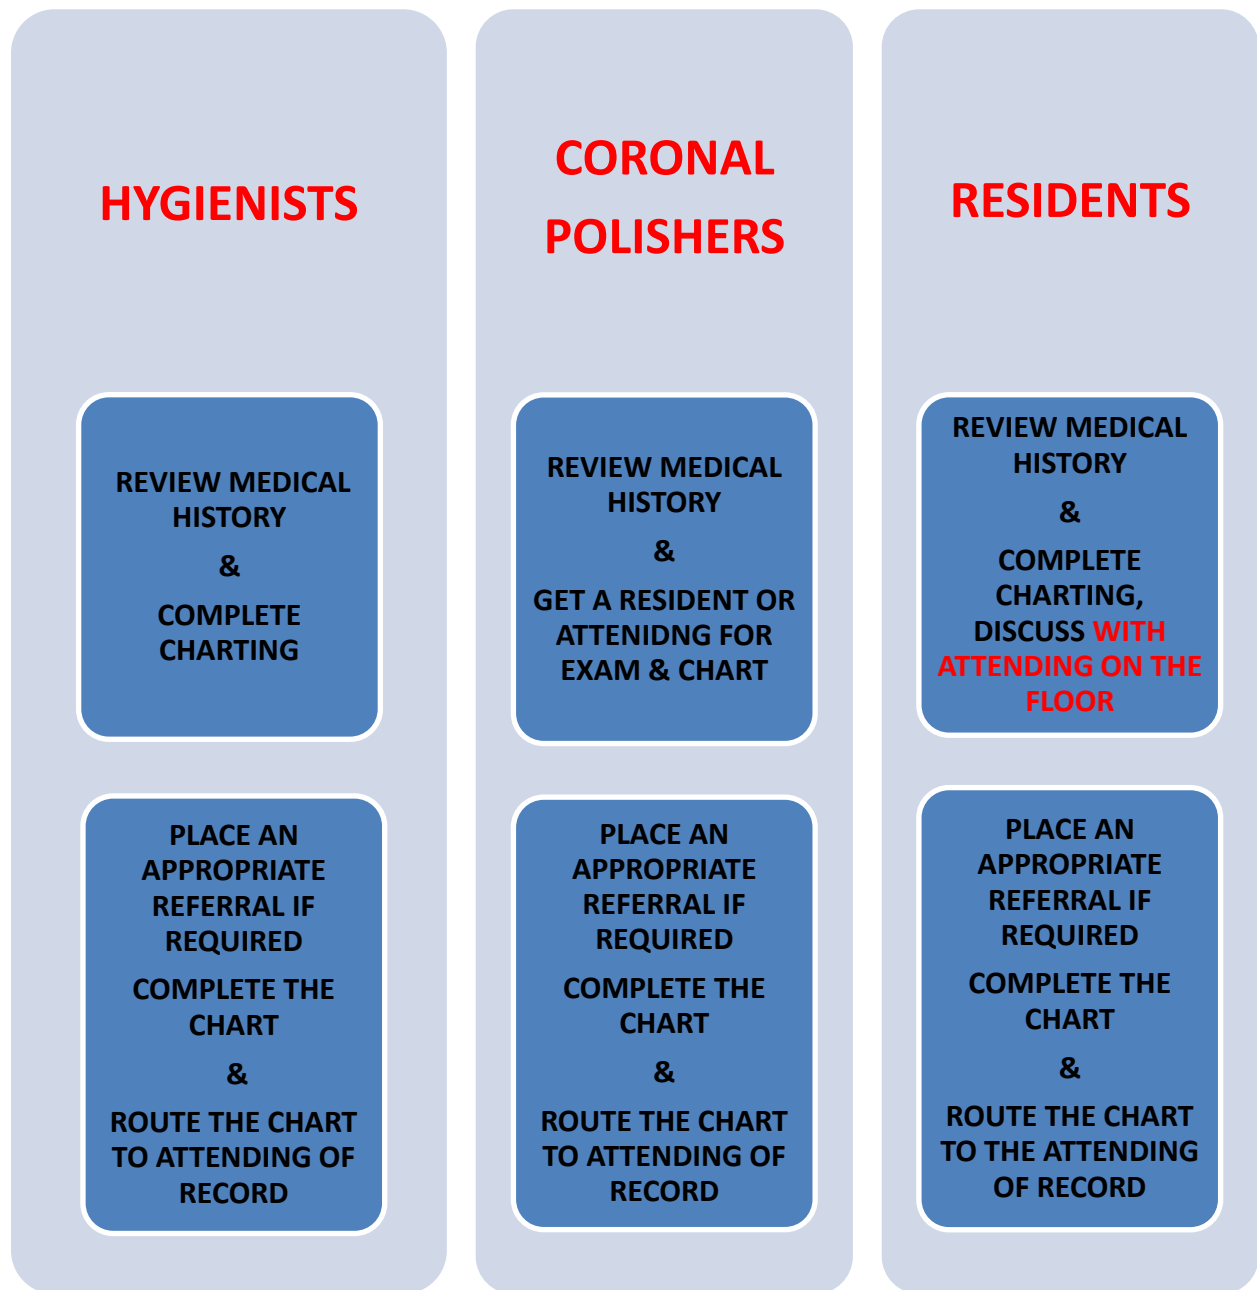 HYGIENISTS
REVIEW MEDICAL
HISTORY
&
COMPLETE
CHARTING
PLACE AN
APPROPRIATE
REFERRAL IF
REQUIRED
COMPLETE THE
CHART
&
ROUTE THE CHART
TO ATTENDING OF
RECORD
CORONAL
POLISHERS
REVIEW MEDICAL
HISTORY
&
GET A RESIDENT OR
ATTENIDNG FOR
EXAM & CHART
PLACE AN
APPROPRIATE
REFERRAL IF
REQUIRED
COMPLETE THE
CHART
&
ROUTE THE CHART
TO ATTENDING OF
RECORD
RESIDENTS
REVIEW MEDICAL
HISTORY
&
COMPLETE
CHARTING,
DISCUSS WITH
ATTENDING ON THE
FLOOR
PLACE AN
APPROPRIATE
REFERRAL IF
REQUIRED
COMPLETE THE
CHART
&
ROUTE THE CHART
TO THE ATTENDING
OF RECORD